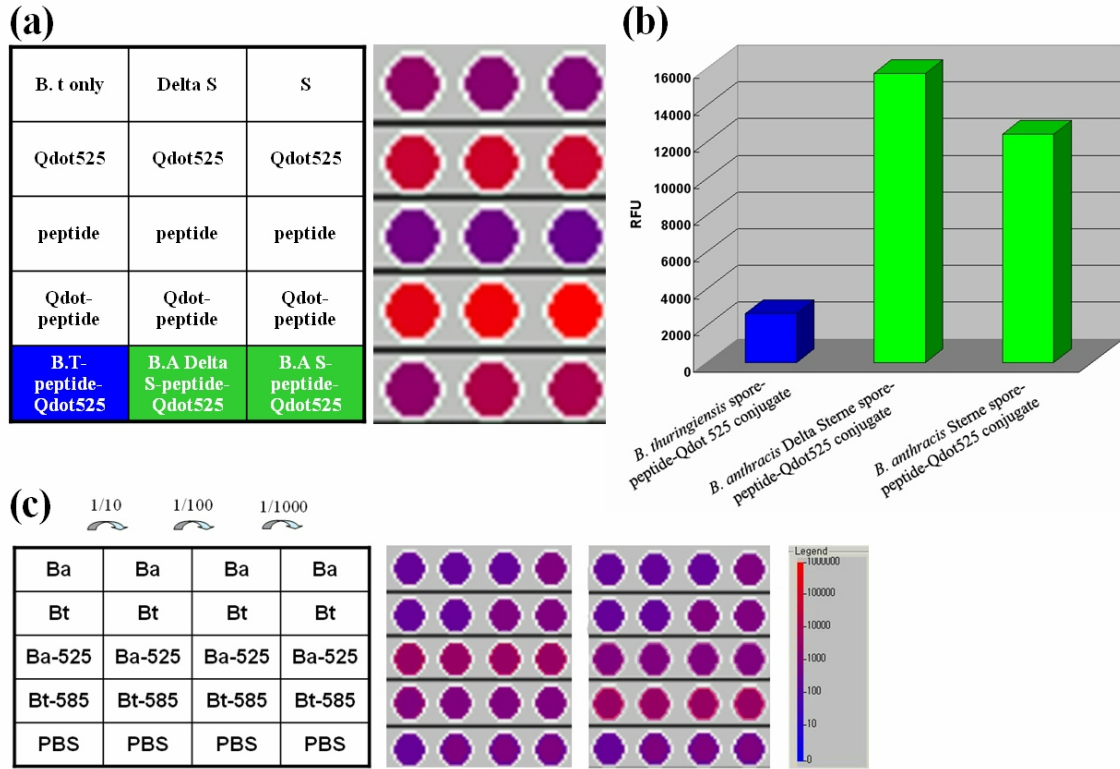 (a)
B. t only Delta S S
Qdot525 Qdot525 Qdot525
peptide peptide peptide
Qdot- Qdot- Qdot-
peptide peptide peptide
B.T- B.A Delta B.A S-
peptide- S-peptide- peptide-
Qdot525 Qdot525 Qdot525
(b)
16000
14000
12000
10000
8000
6000
4000
2000
0
RFU
B. thuringiensis spore-
peptide-Qdot 525 conjugate
B. anthracis Delta Sterne spore-
peptide-Qdot525 conjugate
B. anthracis Sterne spore-
peptide-Qdot525 conjugate
(c)
1/10 1/100 1/1000
Ba Ba Ba Ba
Bt Bt Bt Bt
Ba-525 Ba-525 Ba-525 Ba-525
Bt-585 Bt-585 Bt-585 Bt-585
PBS PBS PBS PBS
Legend
1000000
100000
10000
1000
100
10
0